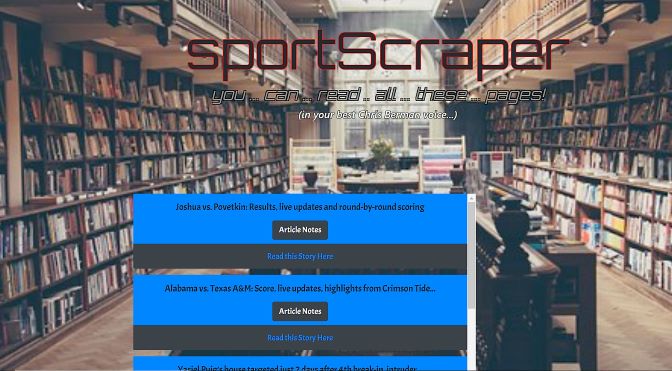 sportScraper
you ... can ... read .. all ... these ... pages!
(in your best Chris Berman voice...)
Joshua vs. Povetkin: Results, live updates and round-by-round scoring
Article Notes
Read this Story Here
Alabama vs. Texas A&M: Score, live updates, highlights from Crimson Tide...
Article Notes
Read this Story Here
Yasiel Puig's house targeted just 2 days after 4th break-in, intruder